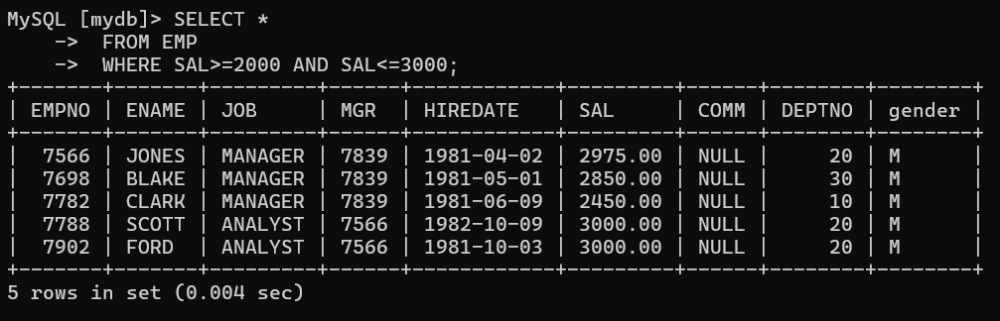 MySQL [mydb]> SELECT *
    ->  FROM EMP
    ->  WHERE SAL>=2000 AND SAL<=3000;
+-------+-------+---------+------+------------+---------+------+--------+--------+
| EMPNO | ENAME | JOB     | MGR  | HIREDATE   | SAL     | COMM | DEPTNO | gender |
+-------+-------+---------+------+------------+---------+------+--------+--------+
|  7566 | JONES | MANAGER | 7839 | 1981-04-02 | 2975.00 | NULL |     20 | M      |
|  7698 | BLAKE | MANAGER | 7839 | 1981-05-01 | 2850.00 | NULL |     30 | M      |
|  7782 | CLARK | MANAGER | 7839 | 1981-06-09 | 2450.00 | NULL |     10 | M      |
|  7788 | SCOTT | ANALYST | 7566 | 1982-10-09 | 3000.00 | NULL |     20 | M      |
|  7902 | FORD  | ANALYST | 7566 | 1981-10-03 | 3000.00 | NULL |     20 | M      |
+-------+-------+---------+------+------------+---------+------+--------+--------+
5 rows in set (0.004 sec)